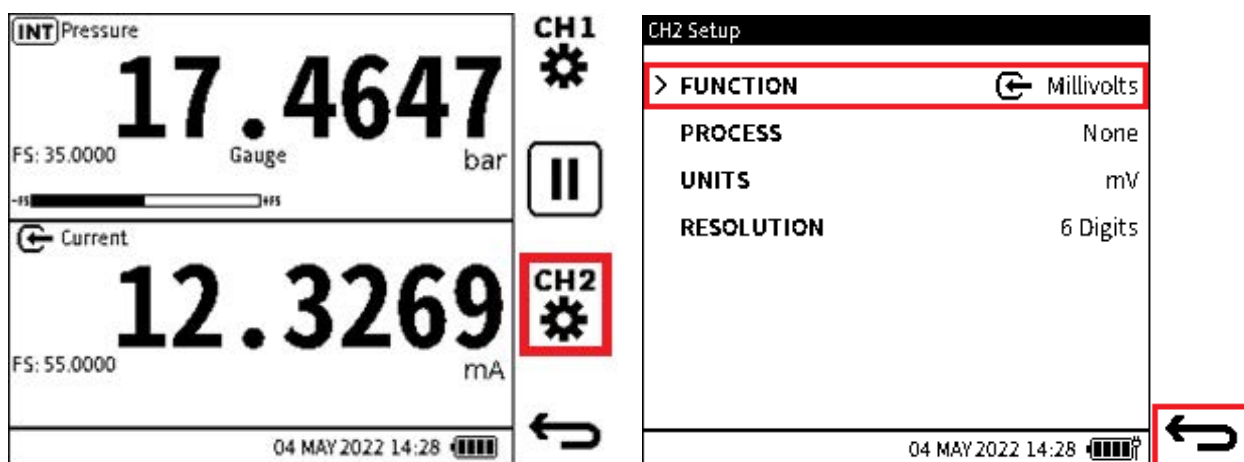 INT Pressure
CH1
17.4647
FS: 35.0000 Gauge bar
-FS +FS
Current
12.3269
CH2
FS: 55.0000 mA
04 MAY 2022 14:28
CH2 Setup
> FUNCTION Millivolts
PROCESS None
UNITS mV
RESOLUTION 6 Digits
04 MAY 2022 14:28